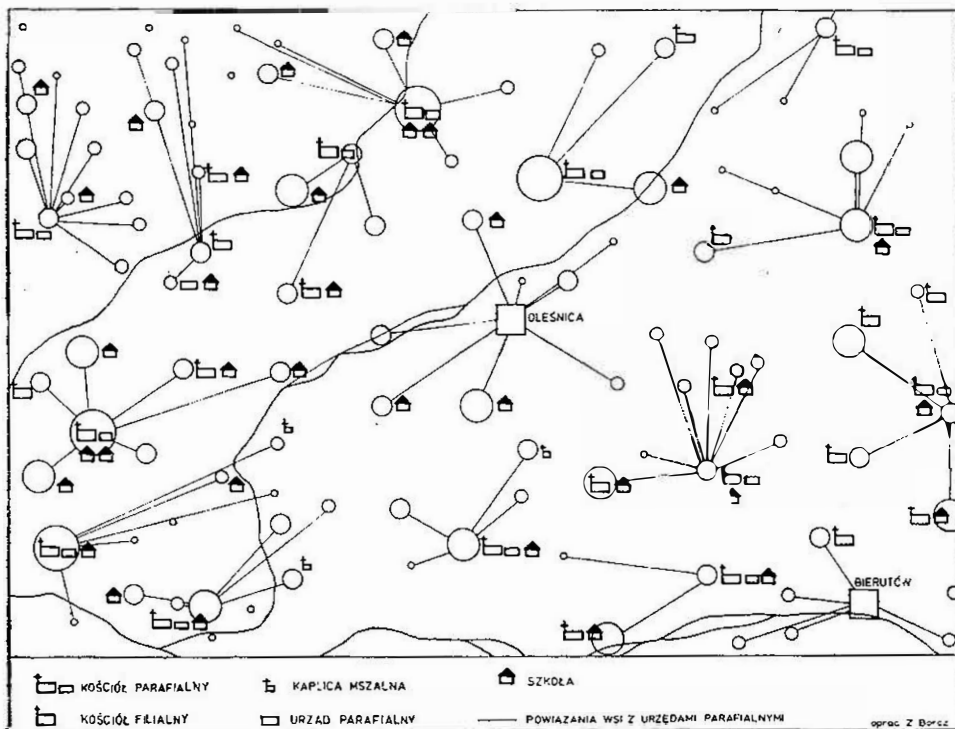 OLEŚNICA
BIERUTÓW
KOŚCIÓŁ PARAFIALNY
KAPLICA MSZALNA
SZKOŁA
KOŚCIÓŁ FILIALNY
URZĄD PARAFIALNY
POWIĄZANIA WSI Z URZĘDAMI PARAFIALNYMI
oprac Z Borcz